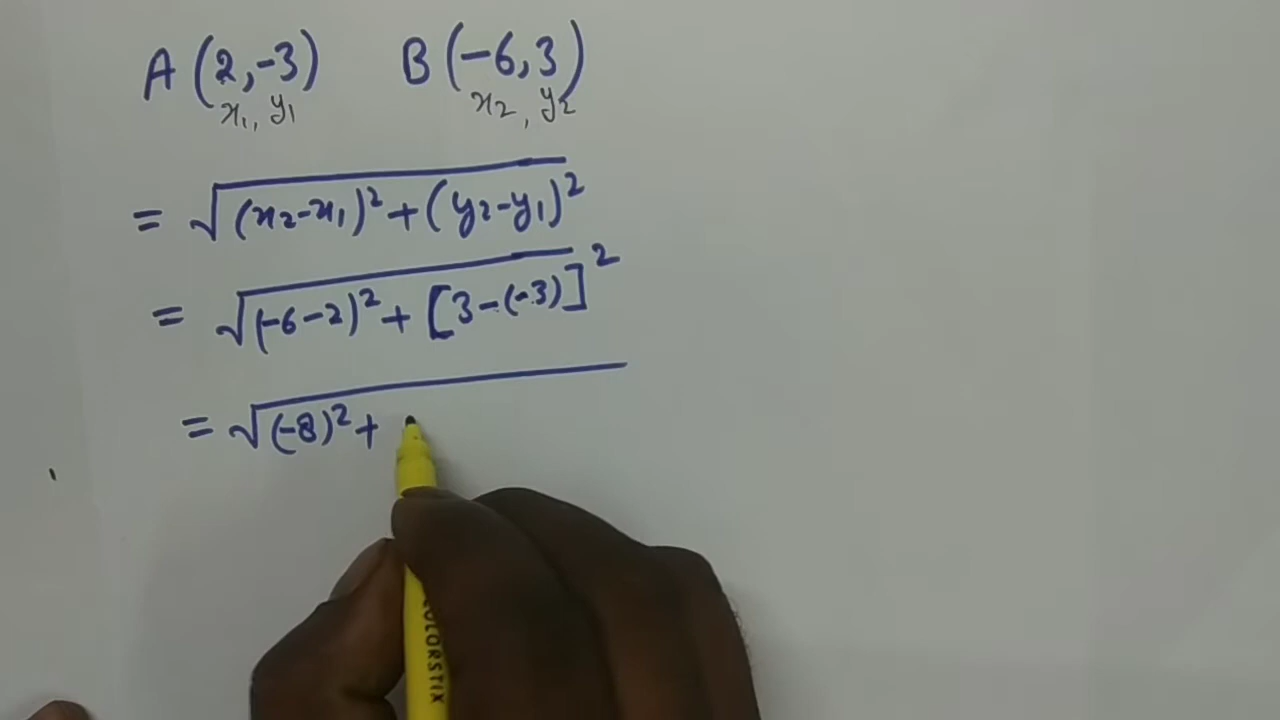 A (2, -3) B (-6, 3)
x1, y1 x2, y2
= √(x2-x1)² + (y2-y1)²
= √(-6-2)² + [3-(-3)]²
= √(-8)² +
COLORSTIX